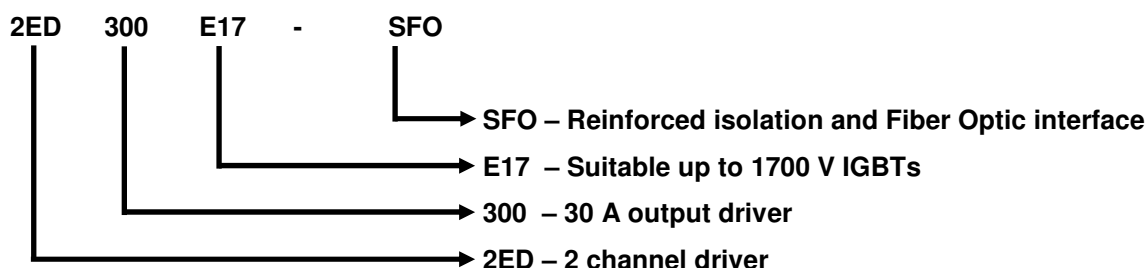 2ED 300 E17 - SFO
SFO – Reinforced isolation and Fiber Optic interface
E17 – Suitable up to 1700 V IGBTs
300 – 30 A output driver
2ED – 2 channel driver